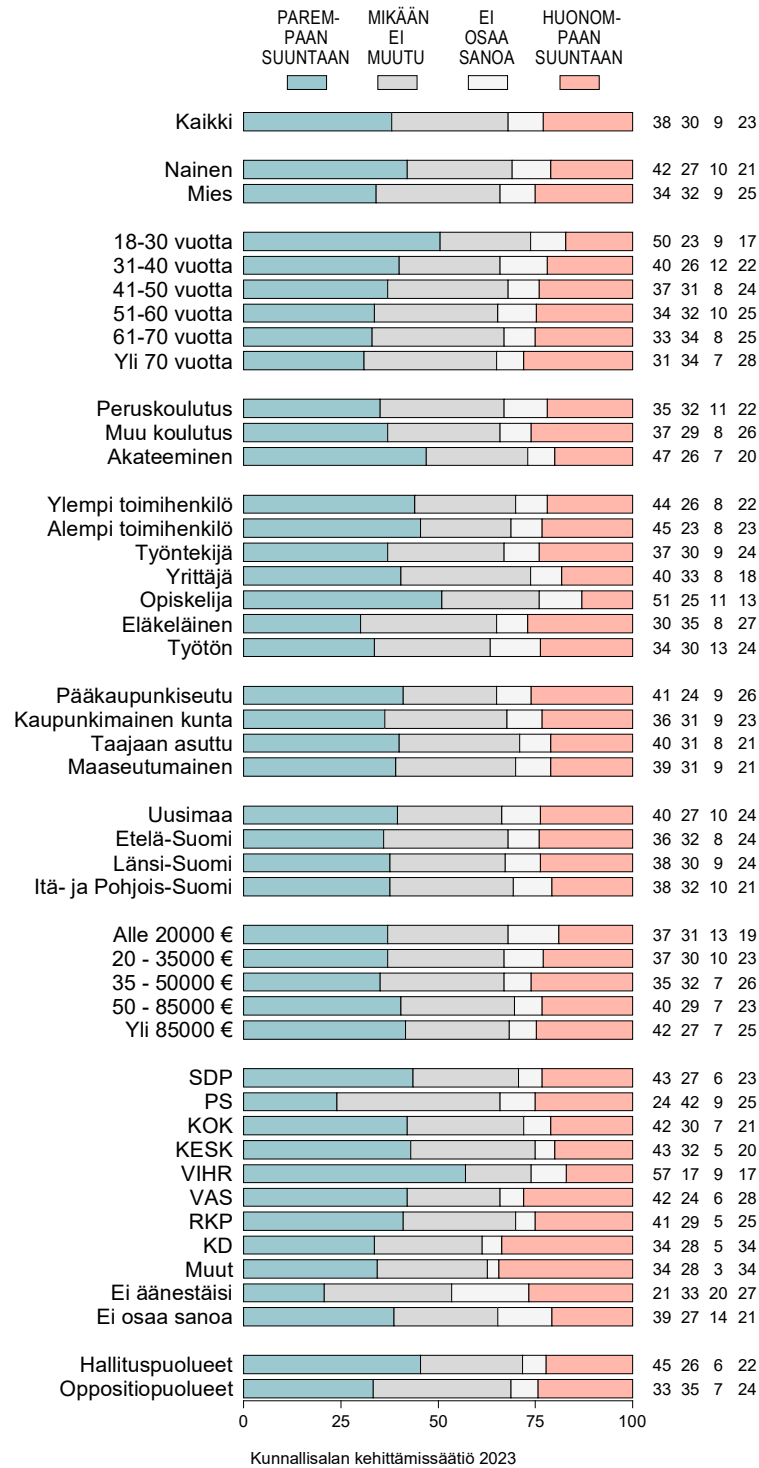 PAREM- MIKÄÄN EI HUONOM-
PAAN EI OSAA PAAN
SUUNTAAN MUUTU SANOA SUUNTAAN
Kaikki 38 30 9 23
Nainen 42 27 10 21
Mies 34 32 9 25
18-30 vuotta 50 23 9 17
31-40 vuotta 40 26 12 22
41-50 vuotta 37 31 8 24
51-60 vuotta 34 32 10 25
61-70 vuotta 33 34 8 25
Yli 70 vuotta 31 34 7 28
Peruskoulutus 35 32 11 22
Muu koulutus 37 29 8 26
Akateeminen 47 26 7 20
Ylempi toimihenkilö 44 26 8 22
Alempi toimihenkilö 45 23 8 23
Työntekijä 37 30 9 24
Yrittäjä 40 33 8 18
Opiskelija 51 25 11 13
Eläkeläinen 30 35 8 27
Työtön 34 30 13 24
Pääkaupunkiseutu 41 24 9 26
Kaupunkimainen kunta 36 31 9 23
Taajaan asuttu 40 31 8 21
Maaseutumainen 39 31 9 21
Uusimaa 40 27 10 24
Etelä-Suomi 36 32 8 24
Länsi-Suomi 38 30 9 24
Itä- ja Pohjois-Suomi 38 32 10 21
Alle 20000 € 37 31 13 19
20 - 35000 € 37 30 10 23
35 - 50000 € 35 32 7 26
50 - 85000 € 40 29 7 23
Yli 85000 € 42 27 7 25
SDP 43 27 6 23
PS 24 42 9 25
KOK 42 30 7 21
KESK 43 32 5 20
VIHR 57 17 9 17
VAS 42 24 6 28
RKP 41 29 5 25
KD 34 28 5 34
Muut 34 28 3 34
Ei äänestäisi 21 33 20 27
Ei osaa sanoa 39 27 14 21
Hallituspuolueet 45 26 6 22
Oppositiopuolueet 33 35 7 24
0 25 50 75 100
Kunnallisalan kehittämissäätiö 2023